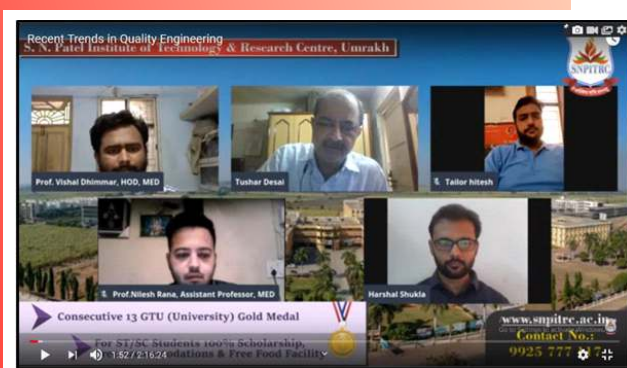 Recent Trends in Quality Engineering
S. N. Patel Institute of Technology & Research Centre, Umrakh
SNPITRC
Prof. Vishal Dhimmar, HOD, MED
Tushar Desai
Tailor hitesh
Prof.Nilesh Rana, Assistant Professor, MED
Harshal Shukla
Consecutive 13 GTU (University) Gold Medal
For ST/SC Students 100% Scholarship,
& Free Food Facility
www.snpitrc.ac.in
Contact No.:
9925 777
1:52 / 2:16:24